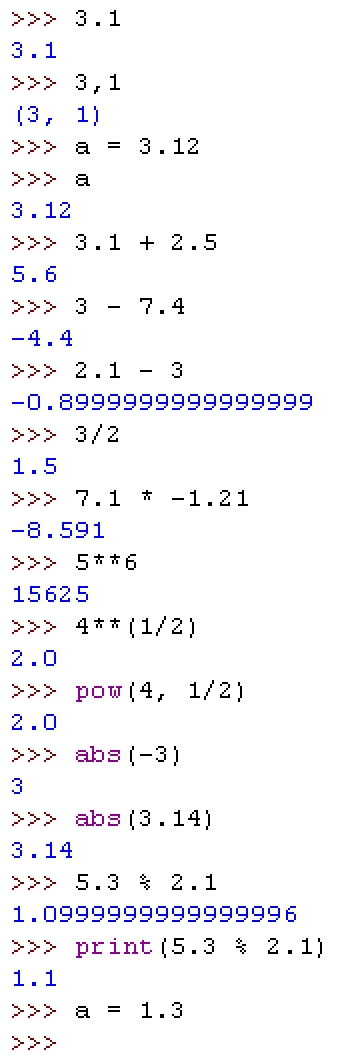 >>> 3.1
3.1
>>> 3,1
(3, 1)
>>> a = 3.12
>>> a
3.12
>>> 3.1 + 2.5
5.6
>>> 3 - 7.4
-4.4
>>> 2.1 - 3
-0.8999999999999999
>>> 3/2
1.5
>>> 7.1 * -1.21
-8.591
>>> 5**6
15625
>>> 4**(1/2)
2.0
>>> pow(4, 1/2)
2.0
>>> abs(-3)
3
>>> abs(3.14)
3.14
>>> 5.3 % 2.1
1.0999999999999996
>>> print(5.3 % 2.1)
1.1
>>> a = 1.3
>>>